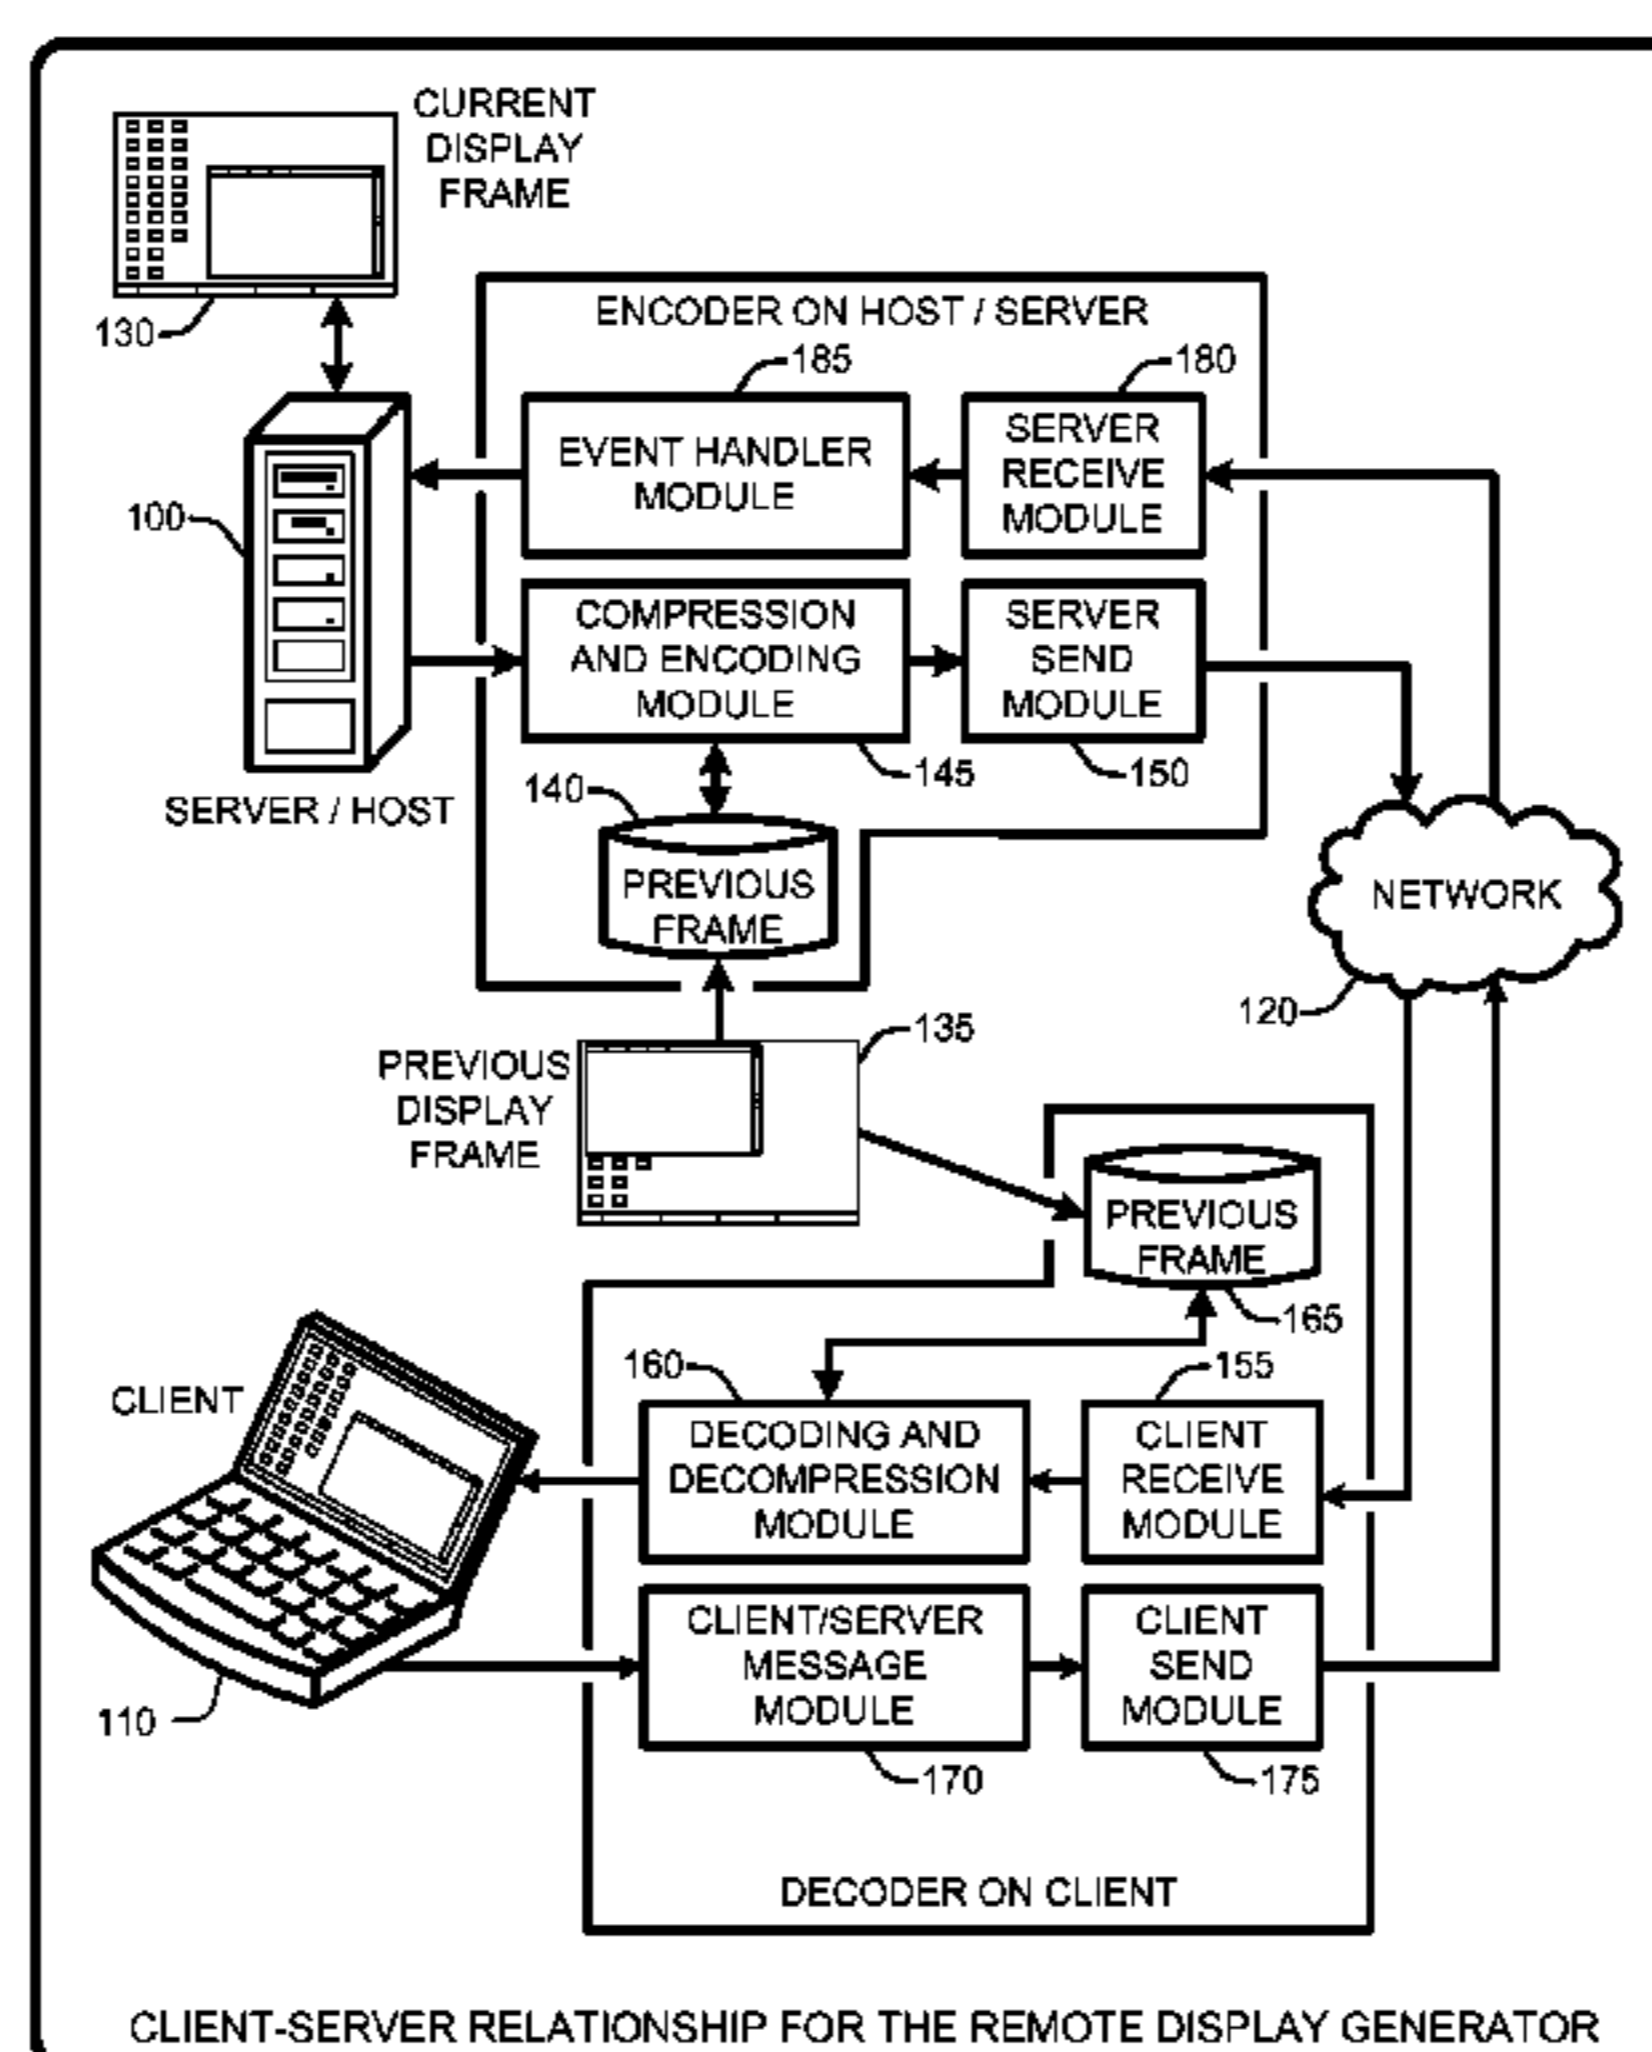 CURRENT
DISPLAY
FRAME
130
ENCODER ON HOST / SERVER
185
180
EVENT HANDLER
MODULE
SERVER
RECEIVE
MODULE
100
COMPRESSION
AND ENCODING
MODULE
SERVER
SEND
MODULE
145
150
140
SERVER / HOST
PREVIOUS
FRAME
NETWORK
120
135
PREVIOUS
DISPLAY
FRAME
PREVIOUS
FRAME
165
160
155
CLIENT
DECODING AND
DECOMPRESSION
MODULE
CLIENT
RECEIVE
MODULE
CLIENT/SERVER
MESSAGE
MODULE
CLIENT
SEND
MODULE
110
170
175
DECODER ON CLIENT
CLIENT-SERVER RELATIONSHIP FOR THE REMOTE DISPLAY GENERATOR